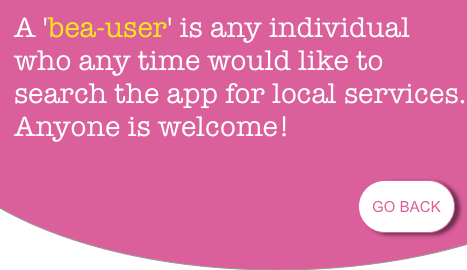 A 'bea-user' is any individual
who any time would like to
search the app for local services.
Anyone is welcome!
GO BACK